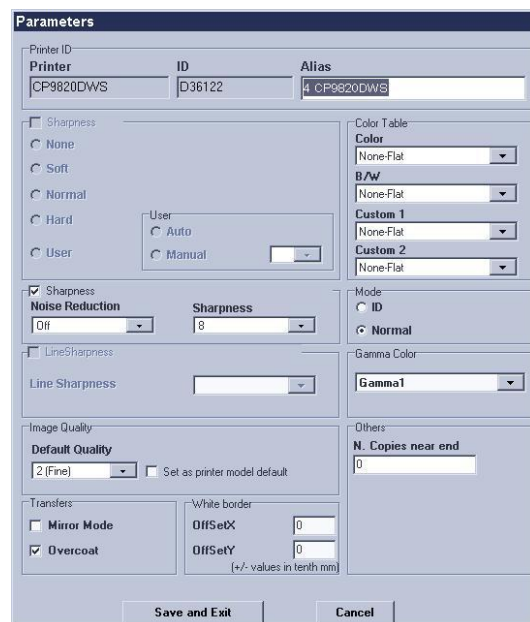 Parameters
Printer ID
Printer ID Alias
CP9820DWS D36122 4 CP9820DWS
Sharpness
None
Soft
Normal
Hard
User
User
Auto
Manual
Color Table
Color
None-Flat
B/W
None-Flat
Custom 1
None-Flat
Custom 2
None-Flat
Sharpness
Noise Reduction Sharpness
Off 8
Mode
ID
Normal
LineSharpness
Line Sharpness
Gamma Color
Gamma1
Image Quality
Default Quality
2 (Fine) Set as printer model default
Others
N. Copies near end
0
Transfers
Mirror Mode
Overcoat
White border
OffSetX 0
OffSetY 0
(+/- values in tenth mm)
Save and Exit Cancel